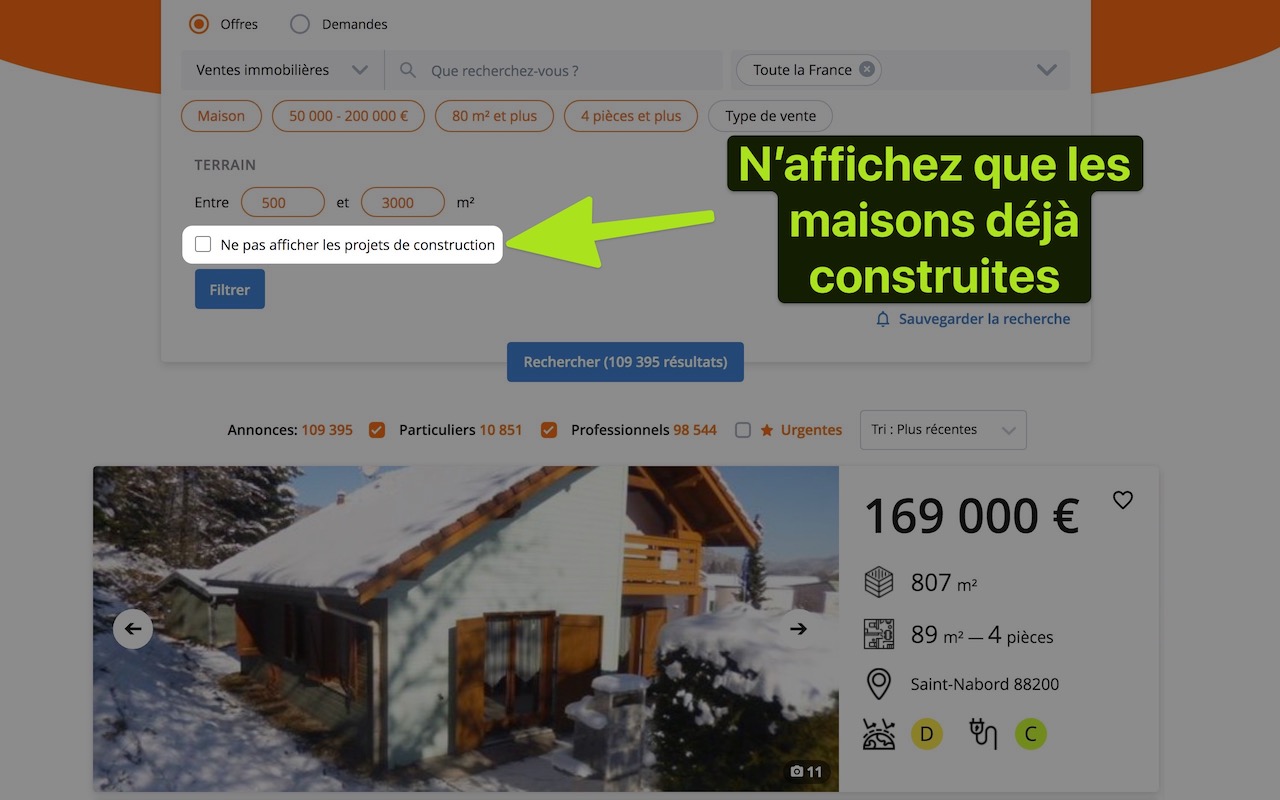 Offres Demandes
Ventes immobilières Que recherchez-vous ? Toute la France
Maison 50 000 - 200 000 € 80 m² et plus 4 pièces et plus Type de vente
N’affichez que les
maisons déjà
construites
TERRAIN
Entre 500 et 3000 m²
Ne pas afficher les projets de construction
Filtrer
Sauvegarder la recherche
Rechercher (109 395 résultats)
Annonces: 109 395 Particuliers 10 851 Professionnels 98 544 Urgentes Tri : Plus récentes
169 000 €
807 m²
89 m² — 4 pièces
Saint-Nabord 88200
D C
11